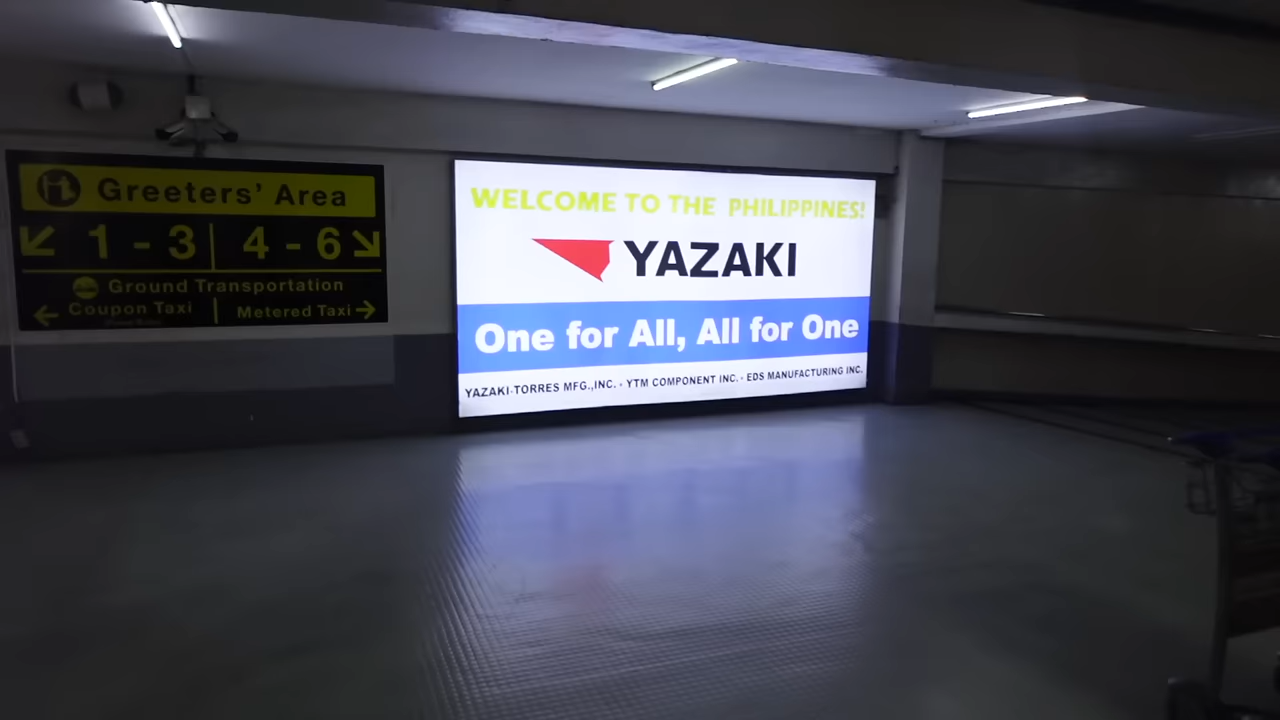 Greeters' Area
1 - 3 4 - 6
Ground Transportation
Coupon Taxi
Metered Taxi
WELCOME TO THE PHILIPPINES!
YAZAKI
One for All, All for One
YAZAKI-TORRES MFG.,INC. • YTM COMPONENT INC. • EDS MANUFACTURING INC.